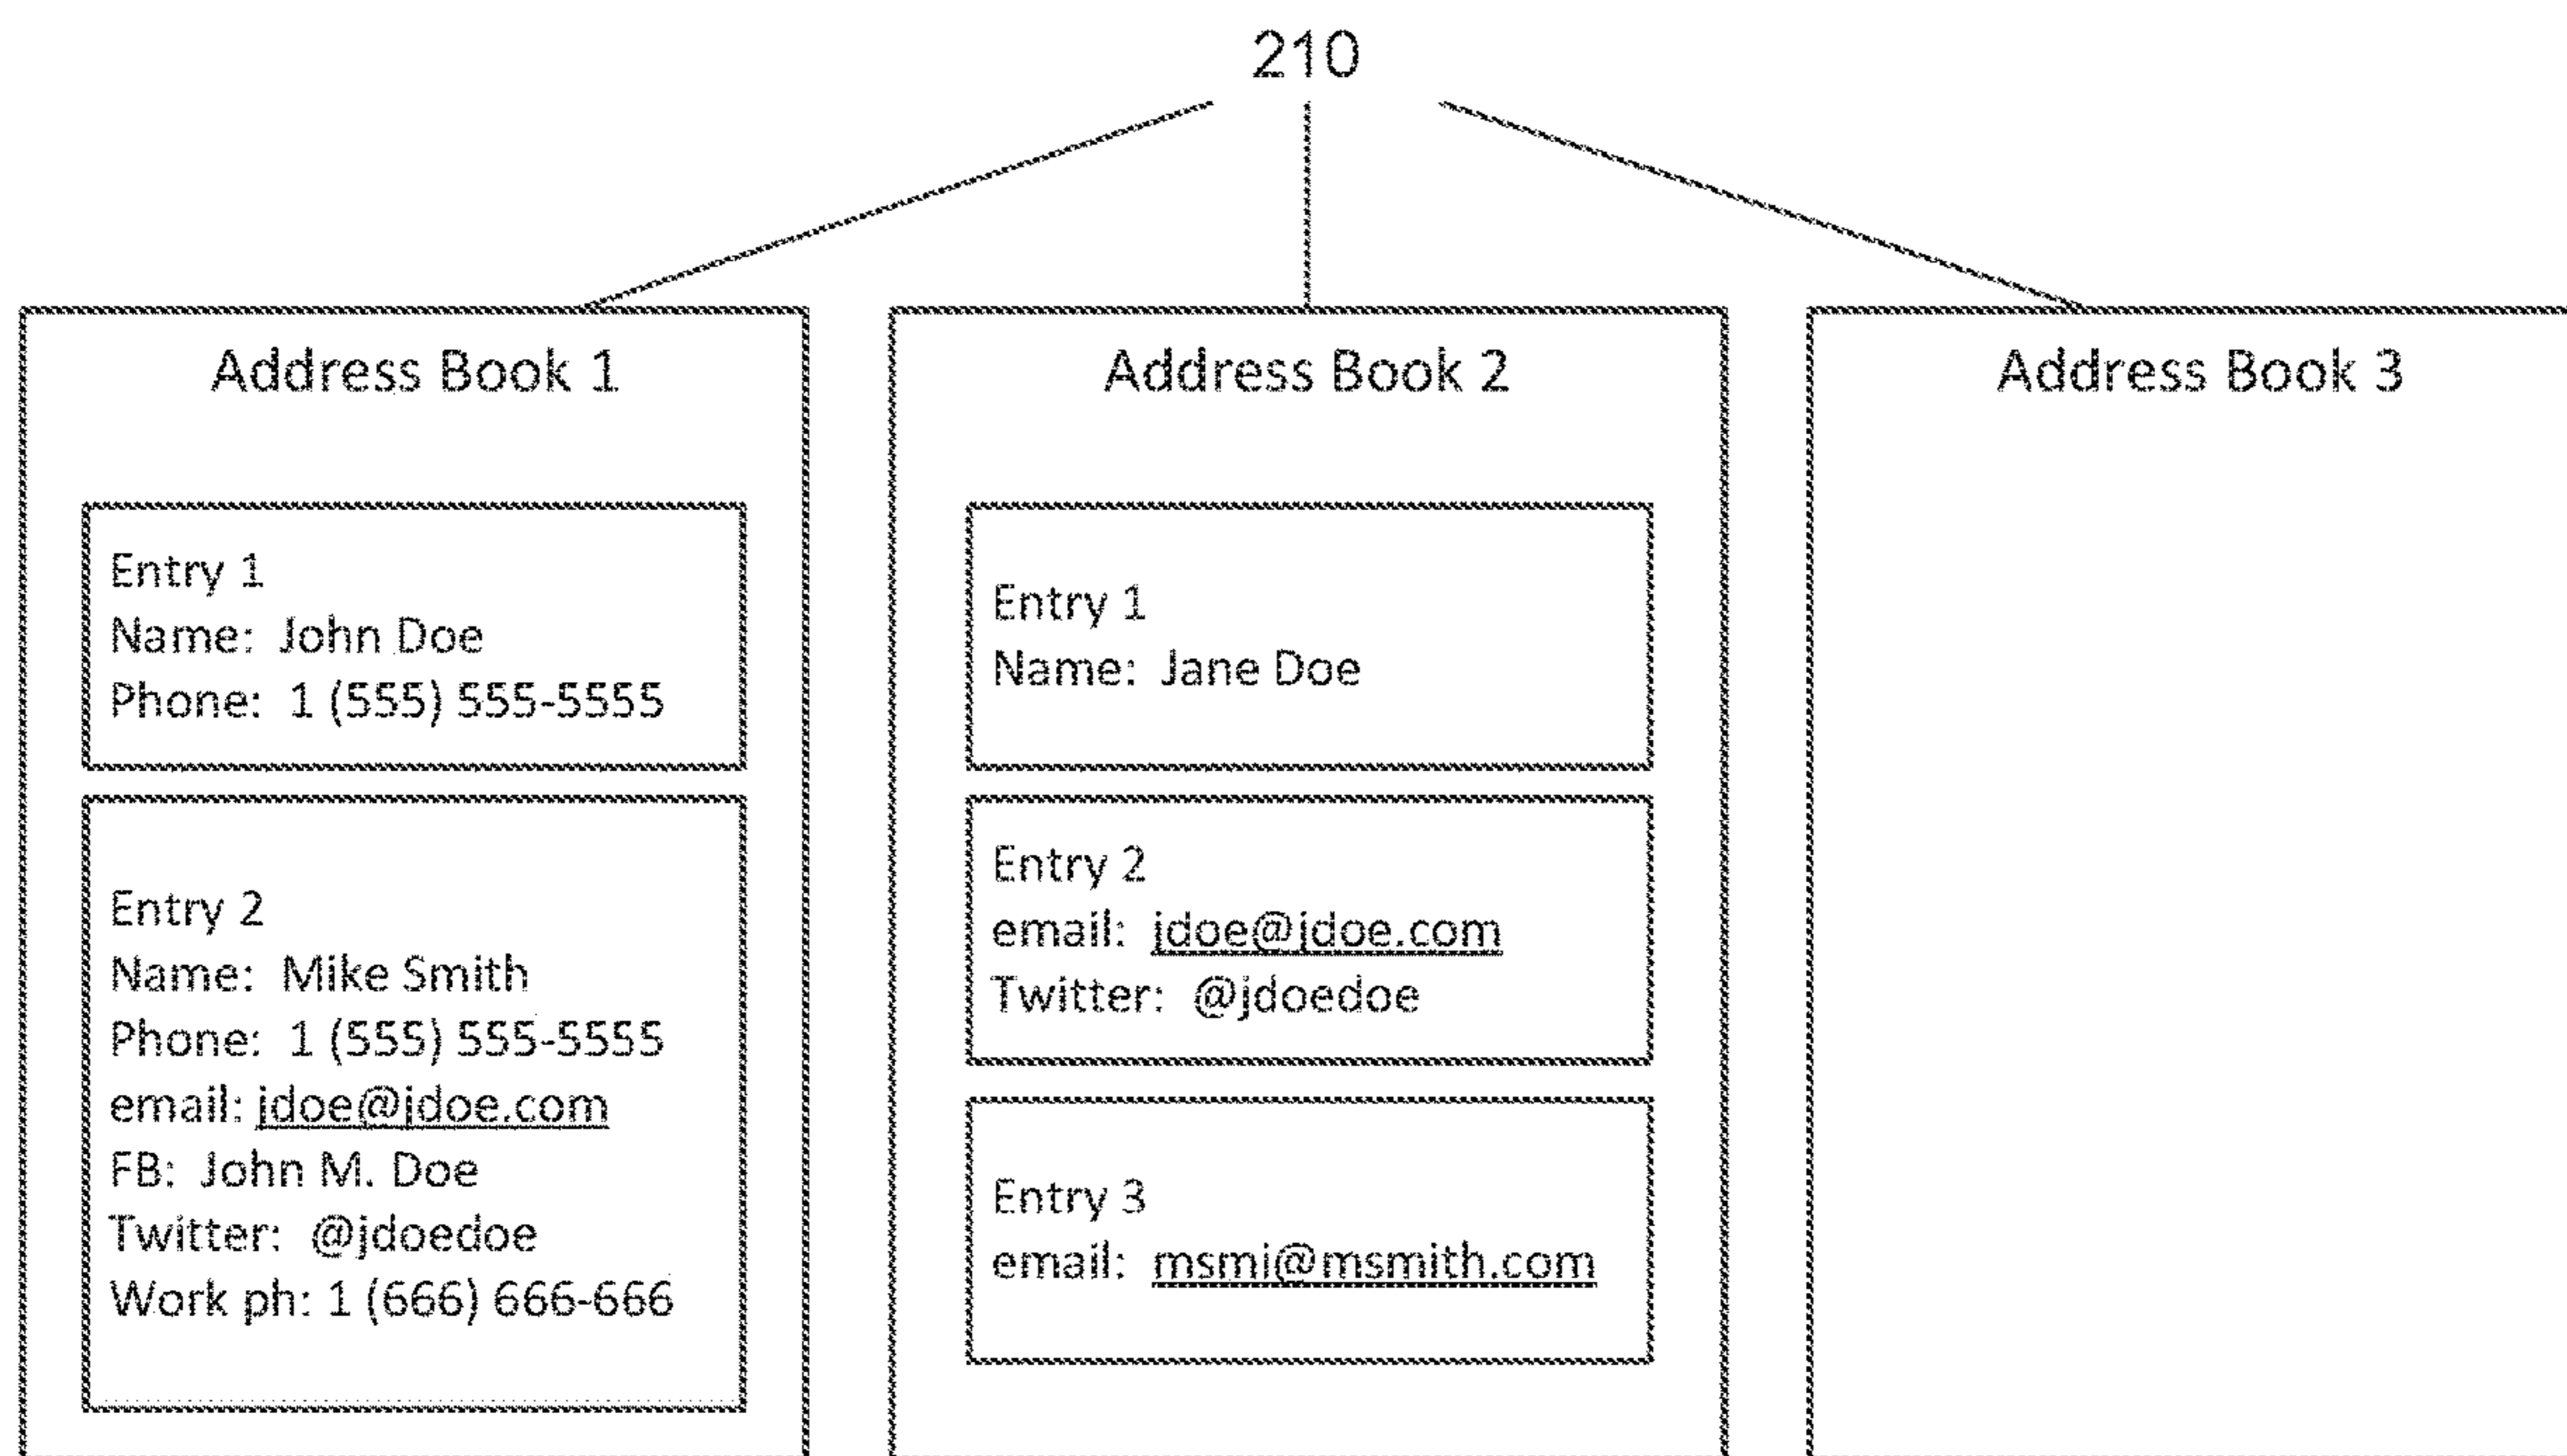 210
Address Book 1
Entry 1
Name: John Doe
Phone: 1 (555) 555-5555
Entry 2
Name: Mike Smith
Phone: 1 (555) 555-5555
email: jdoe@jdoe.com
FB: John M. Doe
Twitter: @jdoedoe
Work ph: 1 (666) 666-666
Address Book 2
Entry 1
Name: Jane Doe
Entry 2
email: jdoe@jdoe.com
Twitter: @jdoedoe
Entry 3
email: msmi@msmith.com
Address Book 3